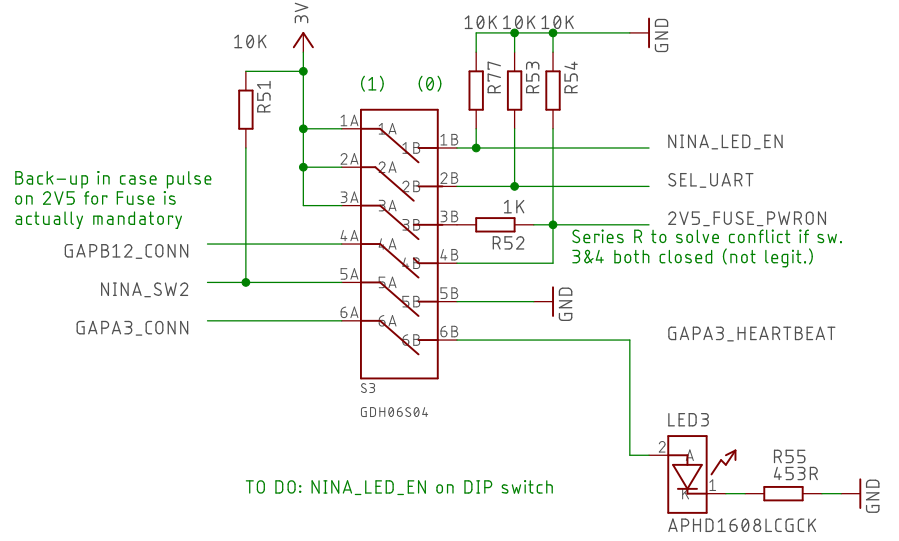 3V
10K
R51
10K 10K 10K
R77
R53
R54
GND
(1) (0)
1A 1A 1B 1B
NINA_LED_EN
2A 2A 2B 2B
SEL_UART
3A 3A 3B 3B
1K
R52
2V5_FUSE_PWRON
Back-up in case pulse
on 2V5 for Fuse is
actually mandatory
Series R to solve conflict if sw.
3&4 both closed (not legit.)
GAPB12_CONN
4A 4A 4B 4B
NINA_SW2
5A 5A 5B 5B
GND
GAPA3_CONN
6A 6A 6B 6B
GAPA3_HEARTBEAT
S3
GDH06S04
LED3
2
A
K
1
R55
453R
GND
APHD1608LCGCK
TO DO: NINA_LED_EN on DIP switch